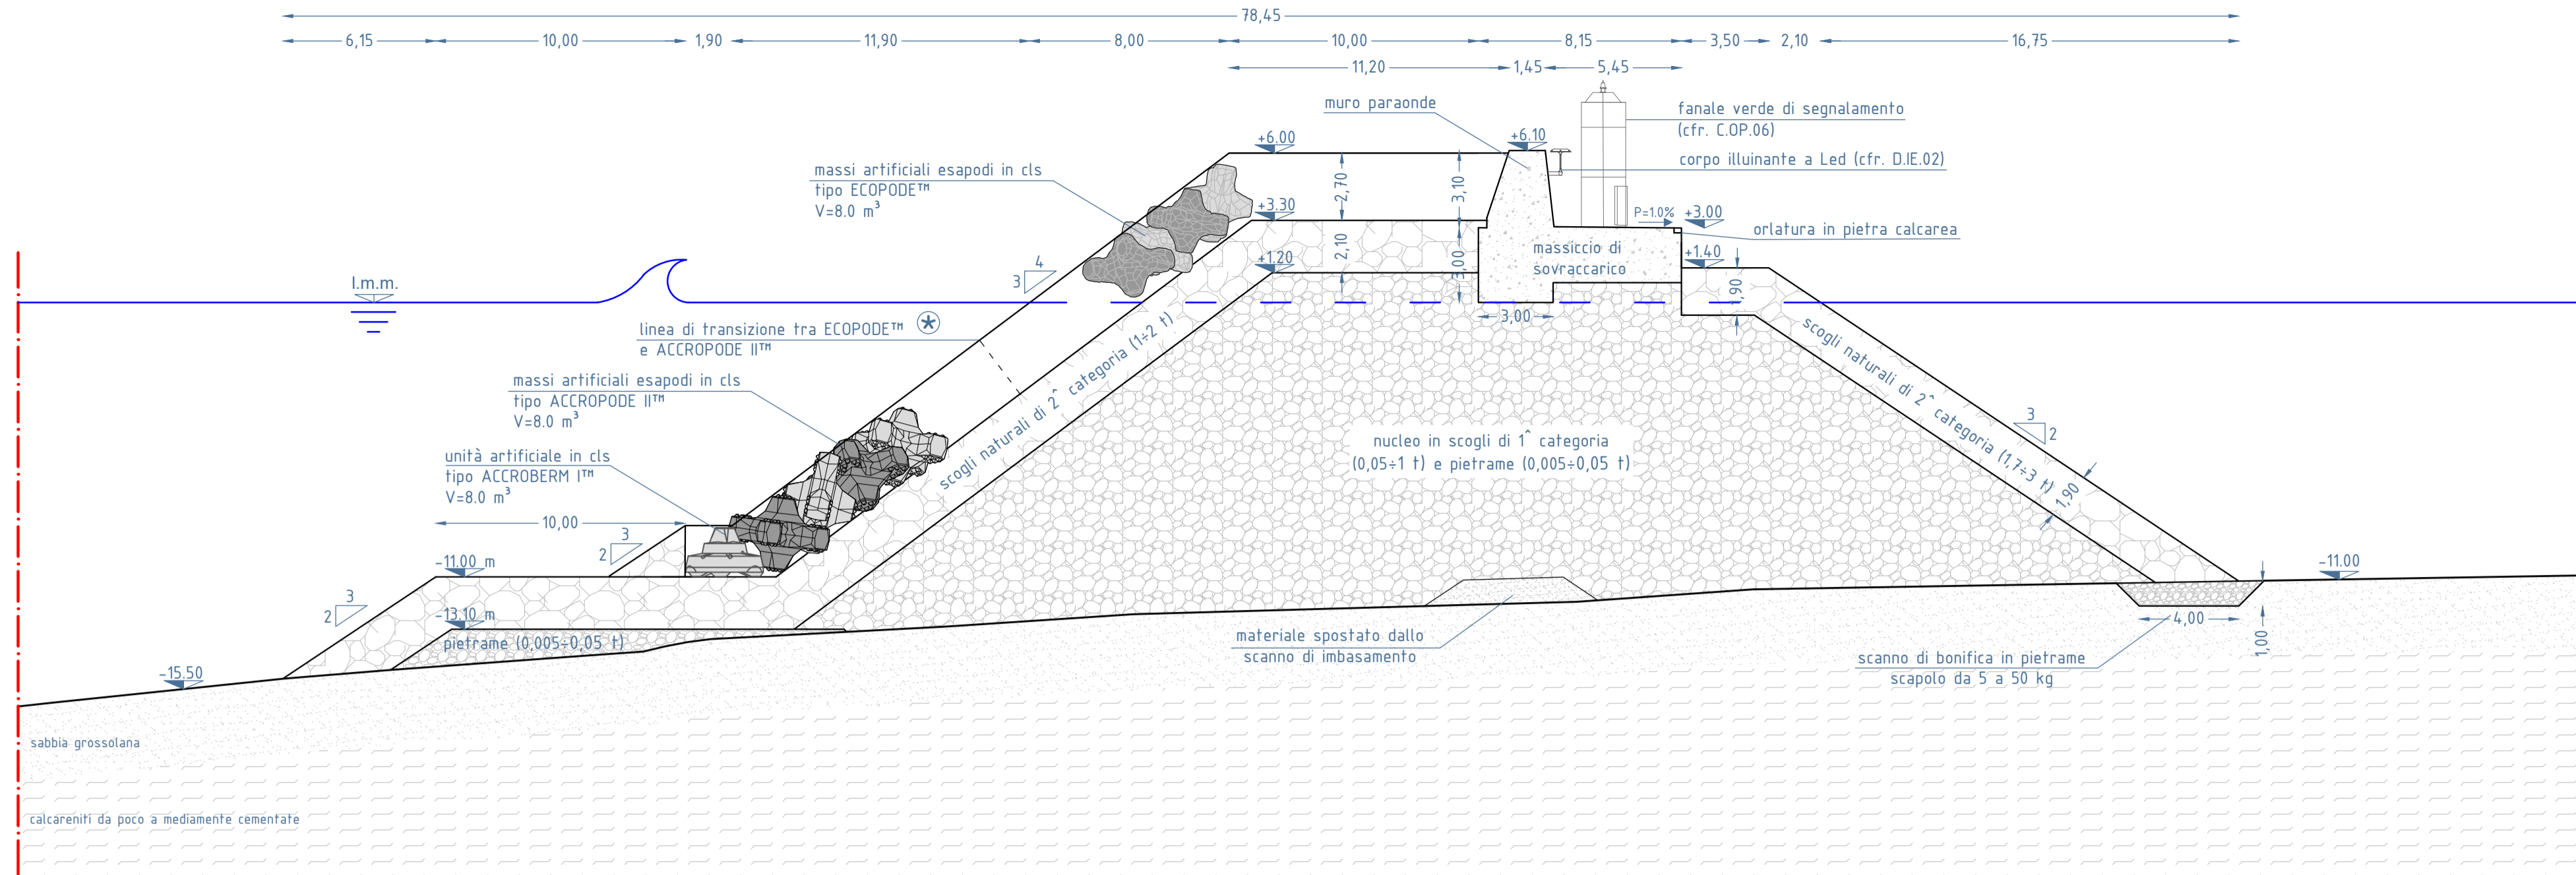 78,45
6,15 10,00 1,90 11,90 8,00 10,00 8,15 3,50 2,10 16,75
11,20 1,45 5,45
muro paraonde
fanale verde di segnalamento
(cfr. C.OP.06)
+6.00
+6.10
corpo illuinante a Led (cfr. D.IE.02)
massi artificiali esapodi in cls
tipo ECOPODE™
V=8.0 m³
2,70
3,10
+3.30
P=1.0%
+3.00
orlatura in pietra calcarea
2,10
3,00
massiccio di
sovraccarico
+1.40
+1.20
4
3
l.m.m.
1,90
3,00
linea di transizione tra ECOPODE™
e ACCROPODE II™
scogli naturali di 2^ categoria (1÷2 t)
scogli naturali di 2^ categoria (1,7÷3 t)
3
2
1,90
massi artificiali esapodi in cls
tipo ACCROPODE II™
V=8.0 m³
nucleo in scogli di 1^ categoria
(0,05÷1 t) e pietrame (0,005÷0,05 t)
unità artificiale in cls
tipo ACCROBERM I™
V=8.0 m³
10,00
3
2
-11.00 m
-11.00
3
2
-13.10 m
pietrame (0,005÷0,05 t)
4,00
1,00
materiale spostato dallo
scanno di imbasamento
scanno di bonifica in pietrame
scapolo da 5 a 50 kg
-15.50
sabbia grossolana
calcareniti da poco a mediamente cementate